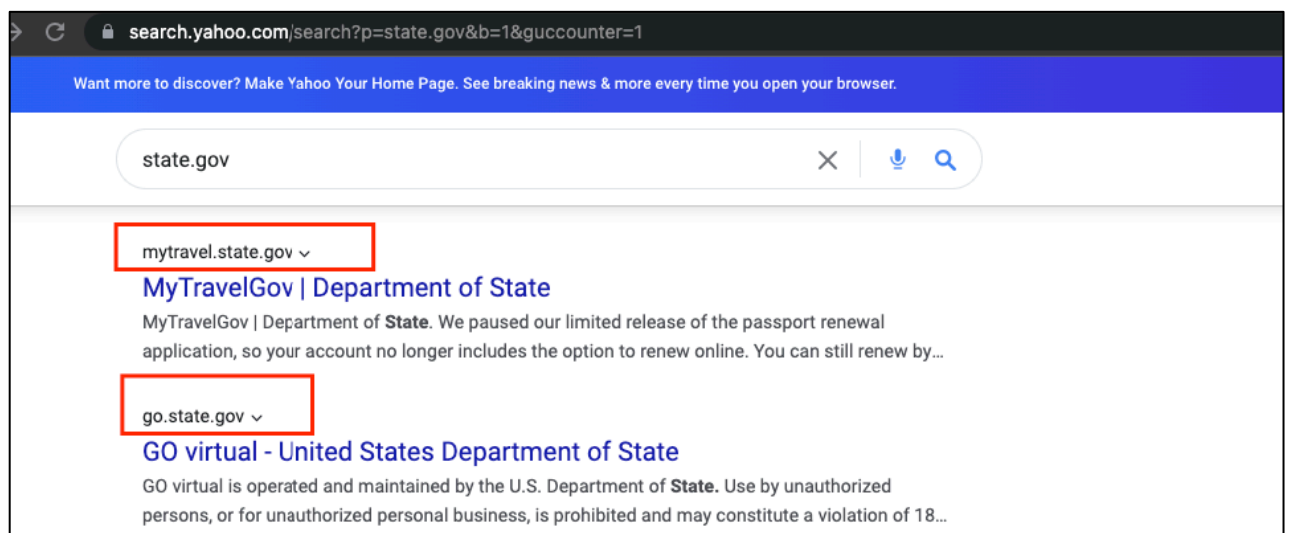 search.yahoo.com/search?p=state.gov&b=1&guccounter=1
Want more to discover? Make Yahoo Your Home Page. See breaking news & more every time you open your browser.
state.gov
mytravel.state.gov
MyTravelGov | Department of State
MyTravelGov | Department of State. We paused our limited release of the passport renewal
application, so your account no longer includes the option to renew online. You can still renew by...
go.state.gov
GO virtual - United States Department of State
GO virtual is operated and maintained by the U.S. Department of State. Use by unauthorized
persons, or for unauthorized personal business, is prohibited and may constitute a violation of 18...